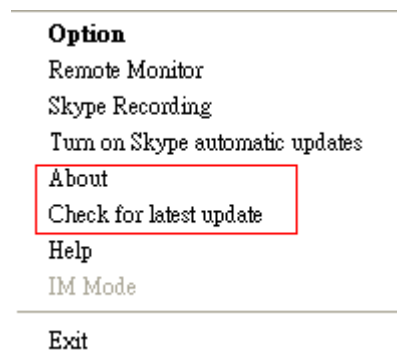 Option
Remote Monitor
Skype Recording
Turn on Skype automatic updates
About
Check for latest update
Help
IM Mode
Exit